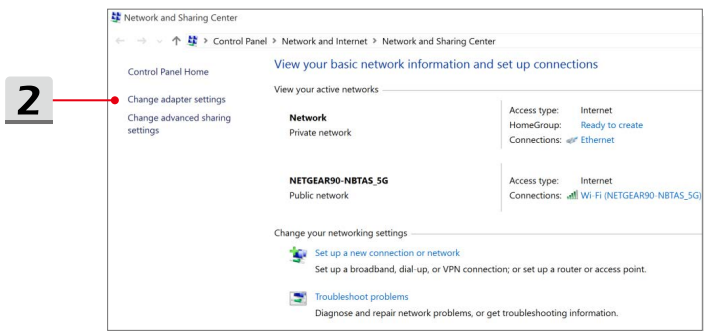 Network and Sharing Center
Control Panel > Network and Internet > Network and Sharing Center
Control Panel Home
2
Change adapter settings
Change advanced sharing
settings
View your basic network information and set up connections
View your active networks
Network
Private network
Access type: Internet
HomeGroup: Ready to create
Connections: Ethernet
NETGEAR90-NBTAS_5G
Public network
Access type: Internet
Connections: Wi-Fi (NETGEAR90-NBTAS_5G)
Change your networking settings
Set up a new connection or network
Set up a broadband, dial-up, or VPN connection; or set up a router or access point.
Troubleshoot problems
Diagnose and repair network problems, or get troubleshooting information.